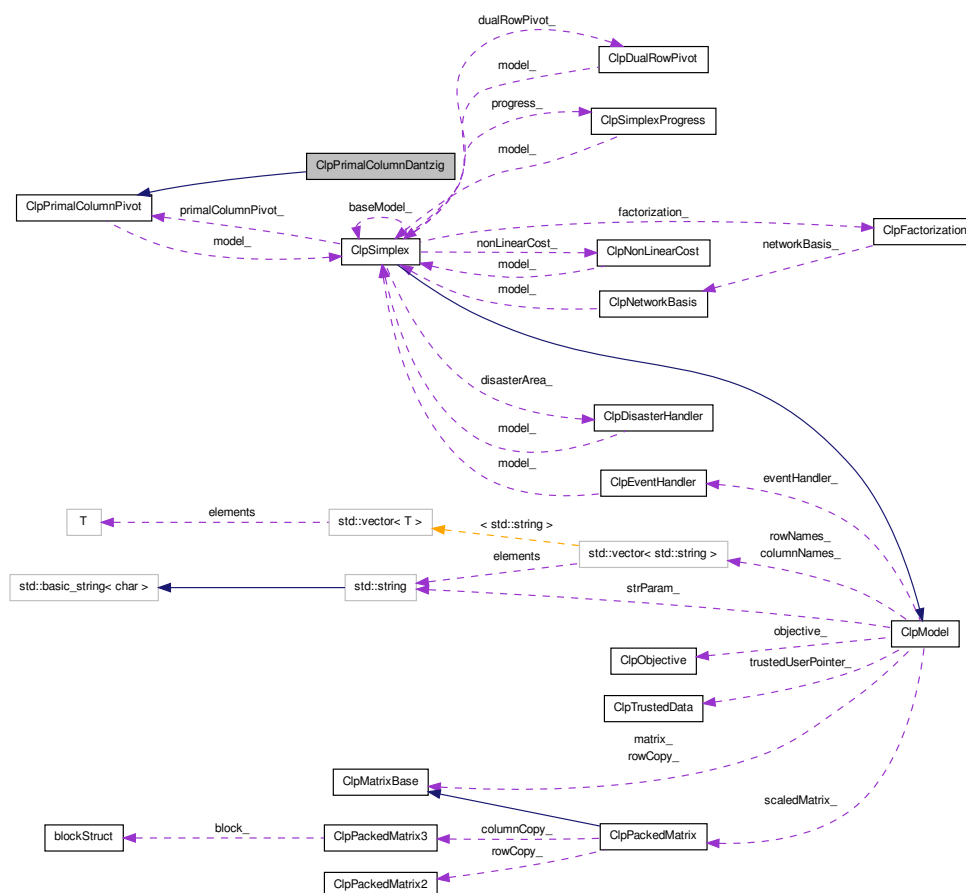 dualRowPivot_
ClpDualRowPivot
model_
progress_
ClpSimplexProgress
model_
ClpPrimalColumnDantzig
ClpPrimalColumnPivot
primalColumnPivot_
baseModel_
factorization_
ClpFactorization
model_
ClpSimplex
nonLinearCost_
ClpNonLinearCost
networkBasis_
model_
model_
ClpNetworkBasis
disasterArea_
ClpDisasterHandler
model_
model_
ClpEventHandler
eventHandler_
T
elements
std::vector< T >
< std::string >
std::vector< std::string >
rowNames_
columnNames_
elements
std::basic_string< char >
std::string
strParam_
ClpModel
objective_
ClpObjective
trustedUserPointer_
ClpTrustedData
matrix_
rowCopy_
ClpMatrixBase
scaledMatrix_
blockStruct
block_
ClpPackedMatrix3
columnCopy_
ClpPackedMatrix
rowCopy_
ClpPackedMatrix2